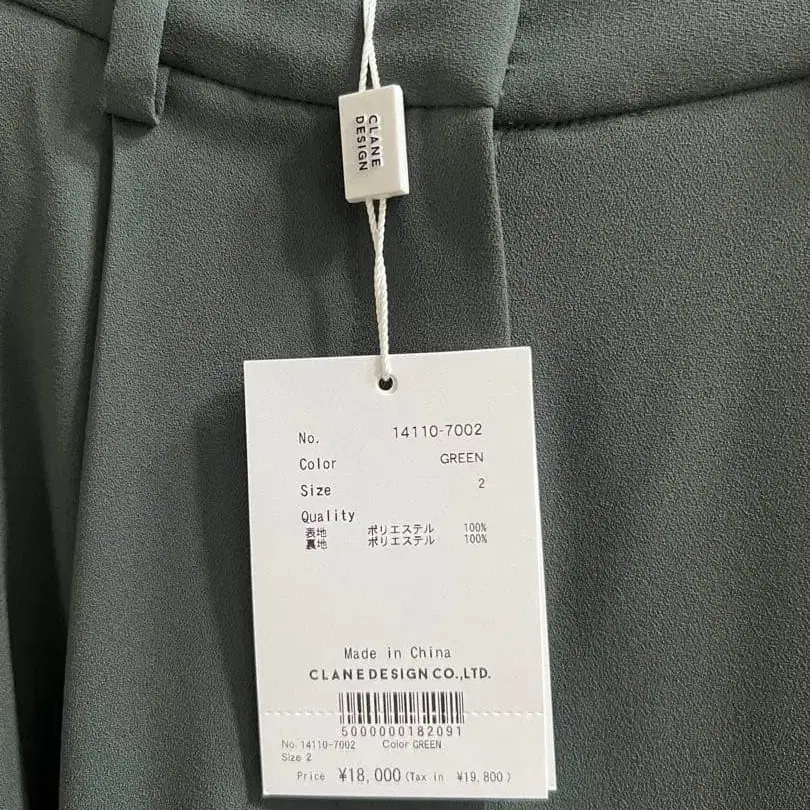 CLANE
DESIGN
No. 14110-7002
Color GREEN
Size 2
Quality
表地 ポリエステル 100%
裏地 ポリエステル 100%
Made in China
CLANEDESIGN CO.,LTD.
5000000182091
No.14110-7002 Color GREEN
Size 2
Price ¥18,000 (Tax in ¥19,800)